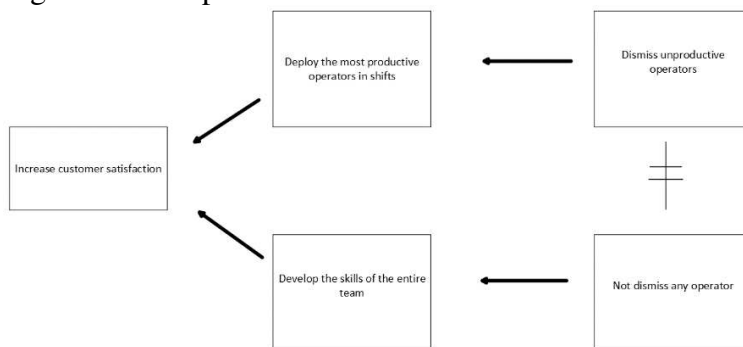 Deploy the most productive
operators in shifts
Dismiss unproductive
operators
Increase customer satisfaction
Develop the skills of the entire
team
Not dismiss any operator